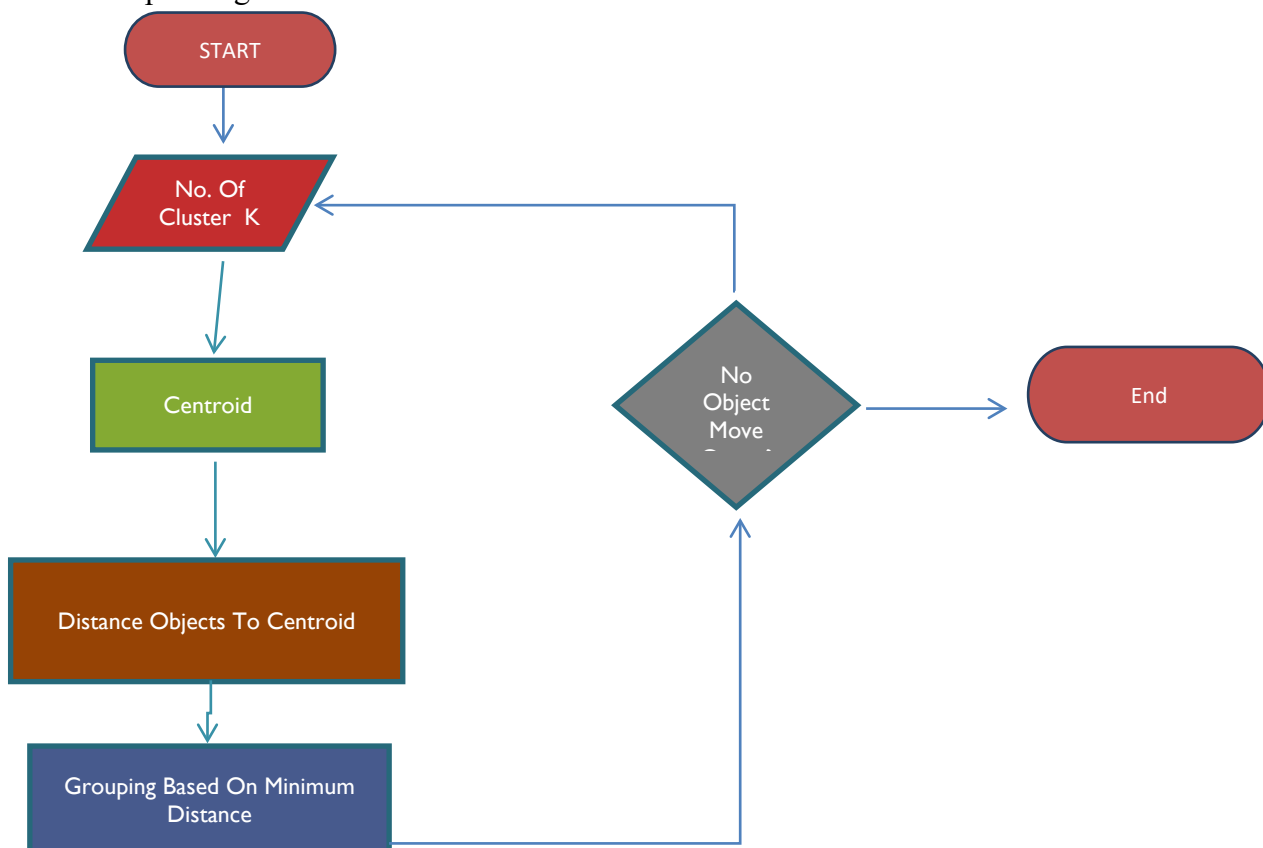 START
No. Of
Cluster K
Centroid
Distance Objects To Centroid
Grouping Based On Minimum
Distance
No
Object
Move
End